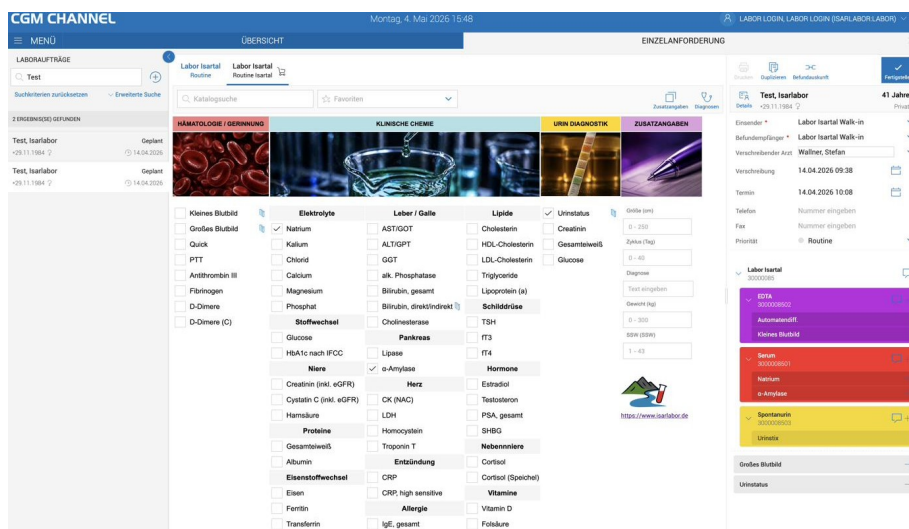 CGM CHANNEL
Montag, 4. Mai 2026 15:48
LABOR LOGIN, LABOR LOGIN (ISARLABOR:LABOR)
MENÜ
ÜBERSICHT
EINZELANFORDERUNG
LABORAUFTRÄGE
Test
Suchkriterien zurücksetzen
Erweiterte Suche
2 ERGEBNIS(SE) GEFUNDEN
Test, Isarlabor
Geplant
*29.11.1984
14.04.2026
Test, Isarlabor
Geplant
*29.11.1984
14.04.2026
Labor Isartal
Routine
Labor Isartal
Routine Isartal
Katalogsuche
Favoriten
Zusatzangaben
Diagnosen
HÄMATOLOGIE / GERINNUNG
KLINISCHE CHEMIE
URIN DIAGNOSTIK
ZUSATZANGABEN
Kleines Blutbild
Großes Blutbild
Quick
PTT
Antithrombin III
Fibrinogen
D-Dimere
D-Dimere (C)
Elektrolyte
Natrium
Kalium
Chlorid
Calcium
Magnesium
Phosphat
Stoffwechsel
Glucose
HbA1c nach IFCC
Niere
Creatinin (inkl. eGFR)
Cystatin C (inkl. eGFR)
Harnsäure
Proteine
Gesamteiweiß
Albumin
Eisenstoffwechsel
Eisen
Ferritin
Transferrin
Leber / Galle
AST/GOT
ALT/GPT
GGT
alk. Phosphatase
Bilirubin, gesamt
Bilirubin, direkt/indirekt
Cholinesterase
Pankreas
Lipase
α-Amylase
Herz
CK (NAC)
LDH
Homocystein
Troponin T
Entzündung
CRP
CRP, high sensitive
Allergie
IgE, gesamt
Lipide
Cholesterin
HDL-Cholesterin
LDL-Cholesterin
Triglyceride
Lipoprotein (a)
Schilddrüse
TSH
fT3
fT4
Hormone
Estradiol
Testosteron
PSA, gesamt
SHBG
Nebennniere
Cortisol
Cortisol (Speichel)
Vitamine
Vitamin D
Folsäure
Urinstatus
Creatinin
Gesamteiweiß
Glucose
Größe (cm)
0 - 250
Zyklus (Tag)
0 - 40
Diagnose
Text eingeben
Gewicht (kg)
0 - 300
SSW (SSW)
1 - 43
https://www.isarlabor.de
Drucken
Duplizieren
Befundauskunft
Fertigstelle
Details
Test, Isarlabor
41 Jahre
*29.11.1984
Privat
Einsender *
Labor Isartal Walk-in
Befundempfänger *
Labor Isartal Walk-in
Verschreibender Arzt
Wallner, Stefan
Verschreibung
14.04.2026 09:38
Termin
14.04.2026 10:08
Telefon
Nummer eingeben
Fax
Nummer eingeben
Priorität
Routine
Labor Isartal
30000085
EDTA
3000008502
Automatendiff.
Kleines Blutbild
Serum
3000008501
Natrium
α-Amylase
Spontanurin
3000008503
Urinstix
Großes Blutbild
Urinstatus